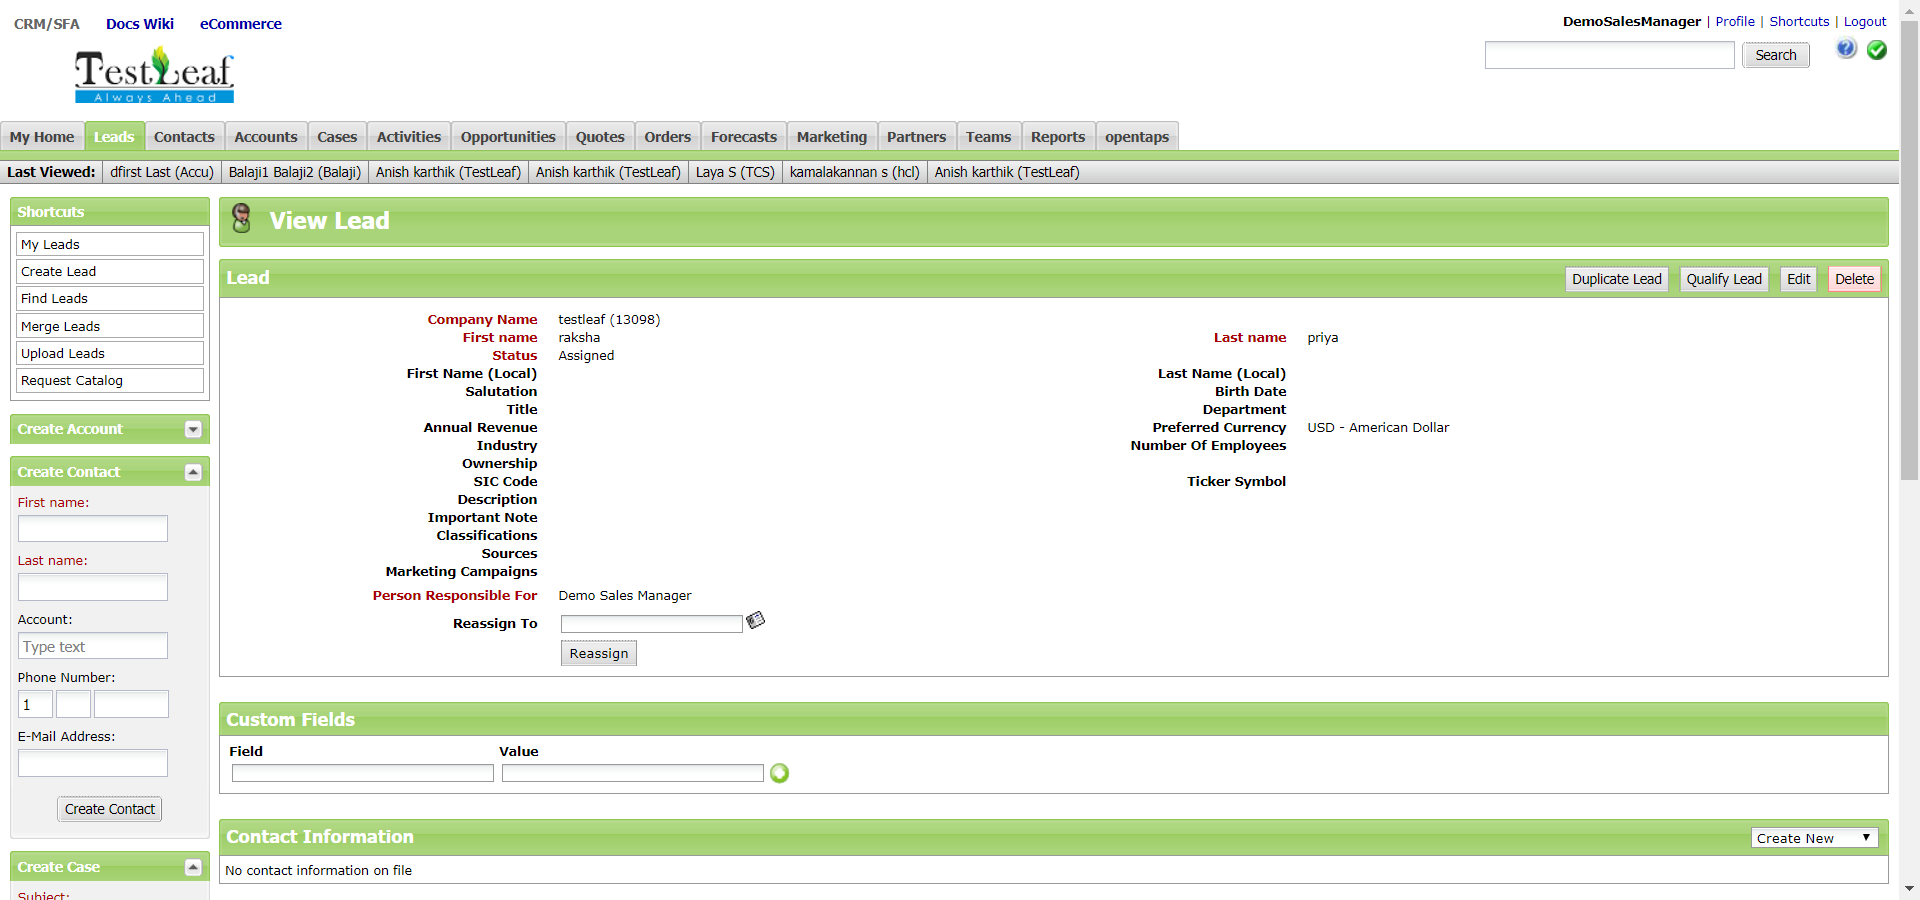 CRM/SFA Docs Wiki eCommerce
DemoSalesManager | Profile | Shortcuts | Logout
TestLeaf
Always Ahead
Search
My Home Leads Contacts Accounts Cases Activities Opportunities Quotes Orders Forecasts Marketing Partners Teams Reports opentaps
Last Viewed: dfirst Last (Accu) Balaji1 Balaji2 (Balaji) Anish karthik (TestLeaf) Anish karthik (TestLeaf) Laya S (TCS) kamalakannan s (hcl) Anish karthik (TestLeaf)
Shortcuts
My Leads
Create Lead
Find Leads
Merge Leads
Upload Leads
Request Catalog
Create Account
Create Contact
First name:
Last name:
Account:
Type text
Phone Number:
1
E-Mail Address:
Create Contact
Create Case
Subject:
View Lead
Lead
Duplicate Lead Qualify Lead Edit Delete
Company Name testleaf (13098)
First name raksha Last name priya
Status Assigned
First Name (Local) Last Name (Local)
Salutation Birth Date
Title Department
Annual Revenue Preferred Currency USD - American Dollar
Industry Number Of Employees
Ownership
SIC Code Ticker Symbol
Description
Important Note
Classifications
Sources
Marketing Campaigns
Person Responsible For Demo Sales Manager
Reassign To
Reassign
Custom Fields
Field Value
Contact Information
Create New
No contact information on file